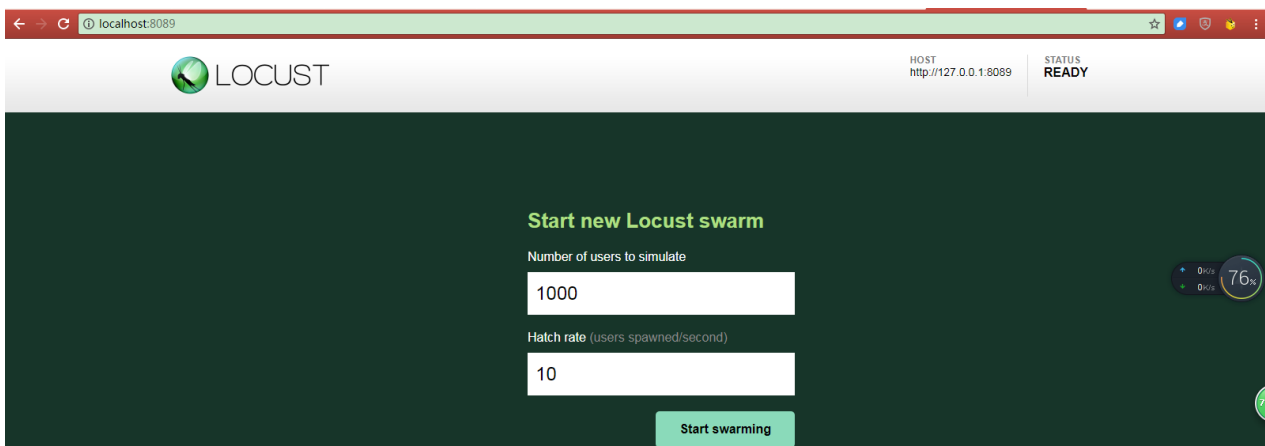 localhost:8089
LOCUST
HOST
http://127.0.0.1:8089
STATUS
READY
Start new Locust swarm
Number of users to simulate
1000
Hatch rate (users spawned/second)
10
Start swarming
0K/s
0K/s
76%